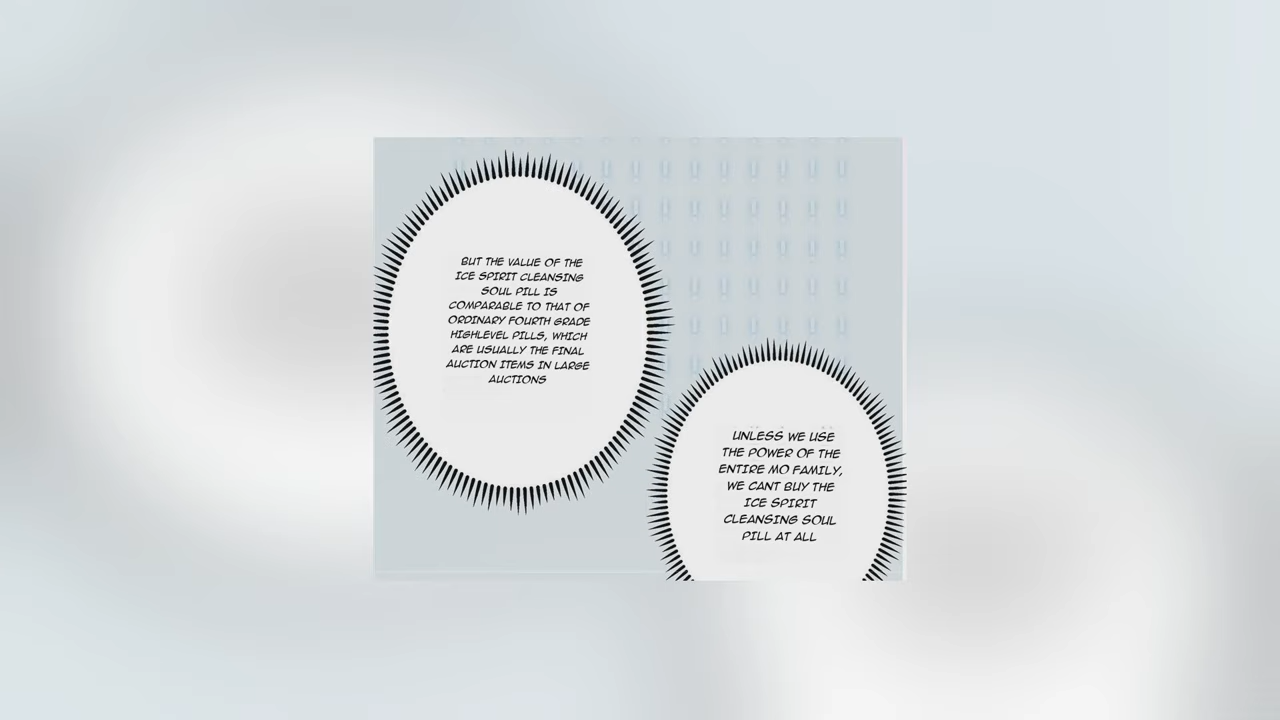 BUT THE VALUE OF THE
ICE SPIRIT CLEANSING
SOUL PILL IS
COMPARABLE TO THAT OF
ORDINARY FOURTH GRADE
HIGHLEVEL PILLS, WHICH
ARE USUALLY THE FINAL
AUCTION ITEMS IN LARGE
AUCTIONS
UNLESS WE USE
THE POWER OF THE
ENTIRE MO FAMILY,
WE CANT BUY THE
ICE SPIRIT
CLEANSING SOUL
PILL AT ALL